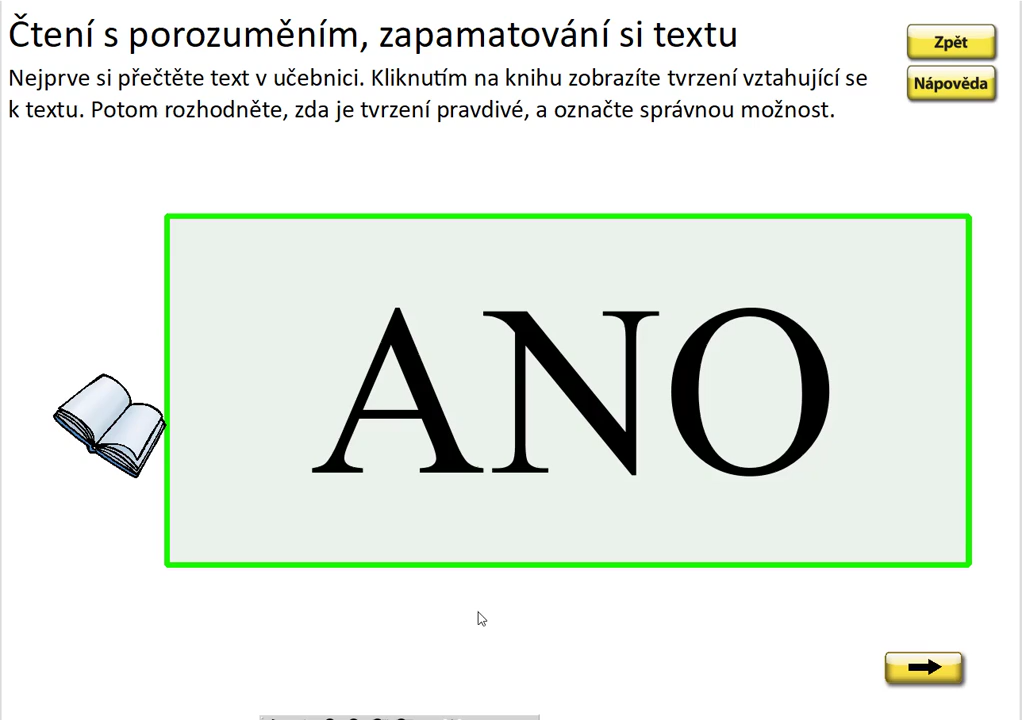 Čtení s porozuměním, zapamatování si textu
Zpět
Nejprve si přečtěte text v učebnici. Kliknutím na knihu zobrazíte tvrzení vztahující se
Nápověda
k textu. Potom rozhodněte, zda je tvrzení pravdivé, a označte správnou možnost.
ANO